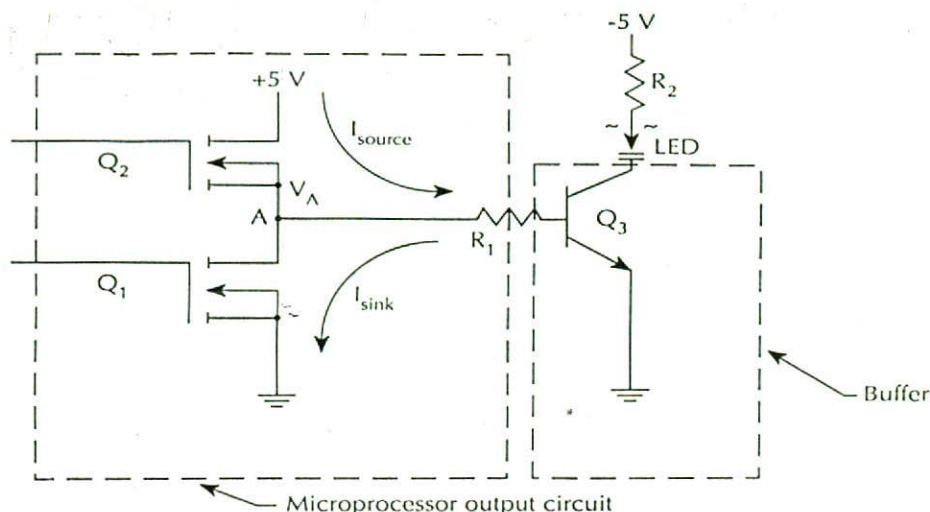 -5 V
R2
+5 V
Isource
LED
Q2
VA
A
R1
Q3
Q1
Isink
Buffer
Microprocessor output circuit